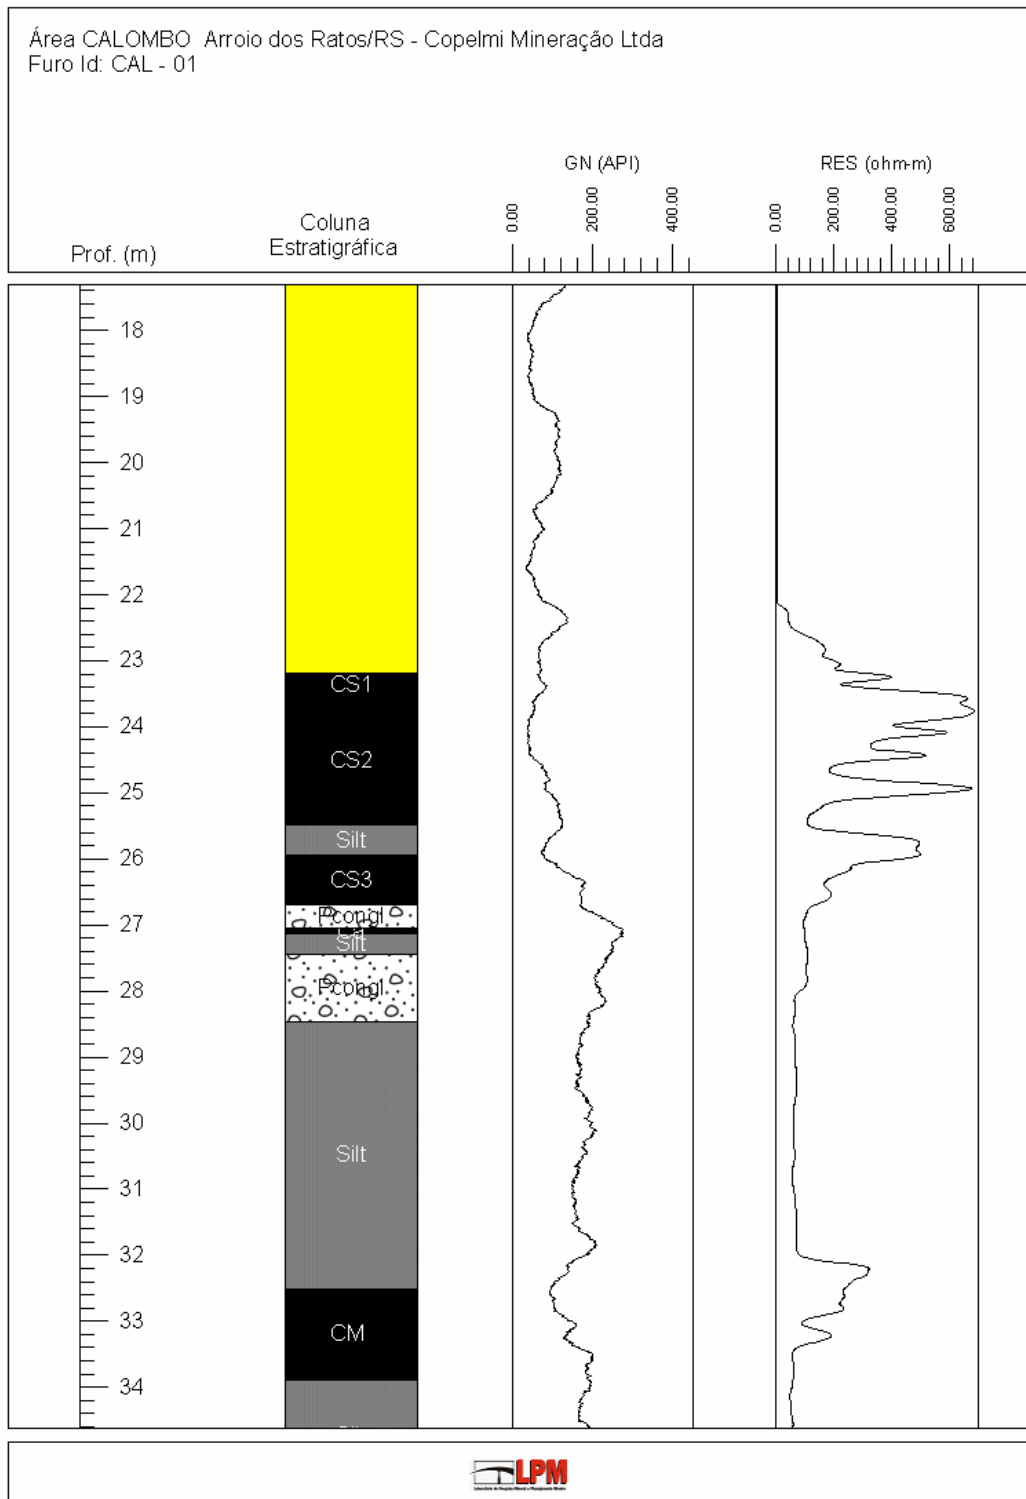 Área CALOMBO Arroio dos Ratos/RS - Copelmi Mineração Ltda
Furo Id: CAL - 01
Prof. (m)
Coluna
Estratigráfica
GN (API)
0.00
200.00
400.00
RES (ohm-m)
0.00
200.00
400.00
600.00
18
19
20
21
22
23
24
25
26
27
28
29
30
31
32
33
34
CS1
CS2
Silt
CS3
Pcongl
Silt
Pcongl
Silt
CM
LPM